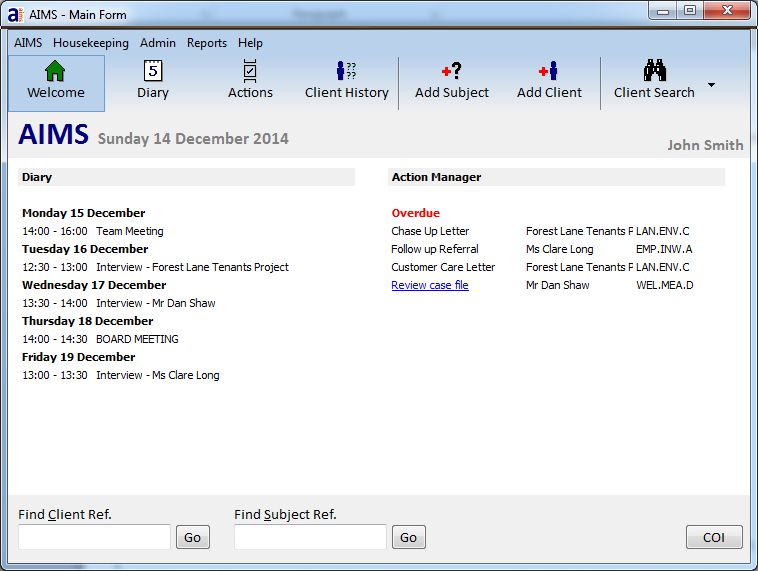 AIMS - Main Form
AIMS Housekeeping Admin Reports Help
Welcome Diary Actions Client History Add Subject Add Client Client Search
AIMS Sunday 14 December 2014
John Smith
Diary
Monday 15 December
14:00 - 16:00 Team Meeting
Tuesday 16 December
12:30 - 13:00 Interview - Forest Lane Tenants Project
Wednesday 17 December
13:30 - 14:00 Interview - Mr Dan Shaw
Thursday 18 December
14:00 - 14:30 BOARD MEETING
Friday 19 December
13:00 - 13:30 Interview - Ms Clare Long
Action Manager
Overdue
Chase Up Letter Forest Lane Tenants P LAN.ENV.C
Follow up Referral Ms Clare Long EMP.INW.A
Customer Care Letter Forest Lane Tenants P LAN.ENV.C
Review case file Mr Dan Shaw WEL.MEA.D
Find Client Ref.
Go
Find Subject Ref.
Go
COI